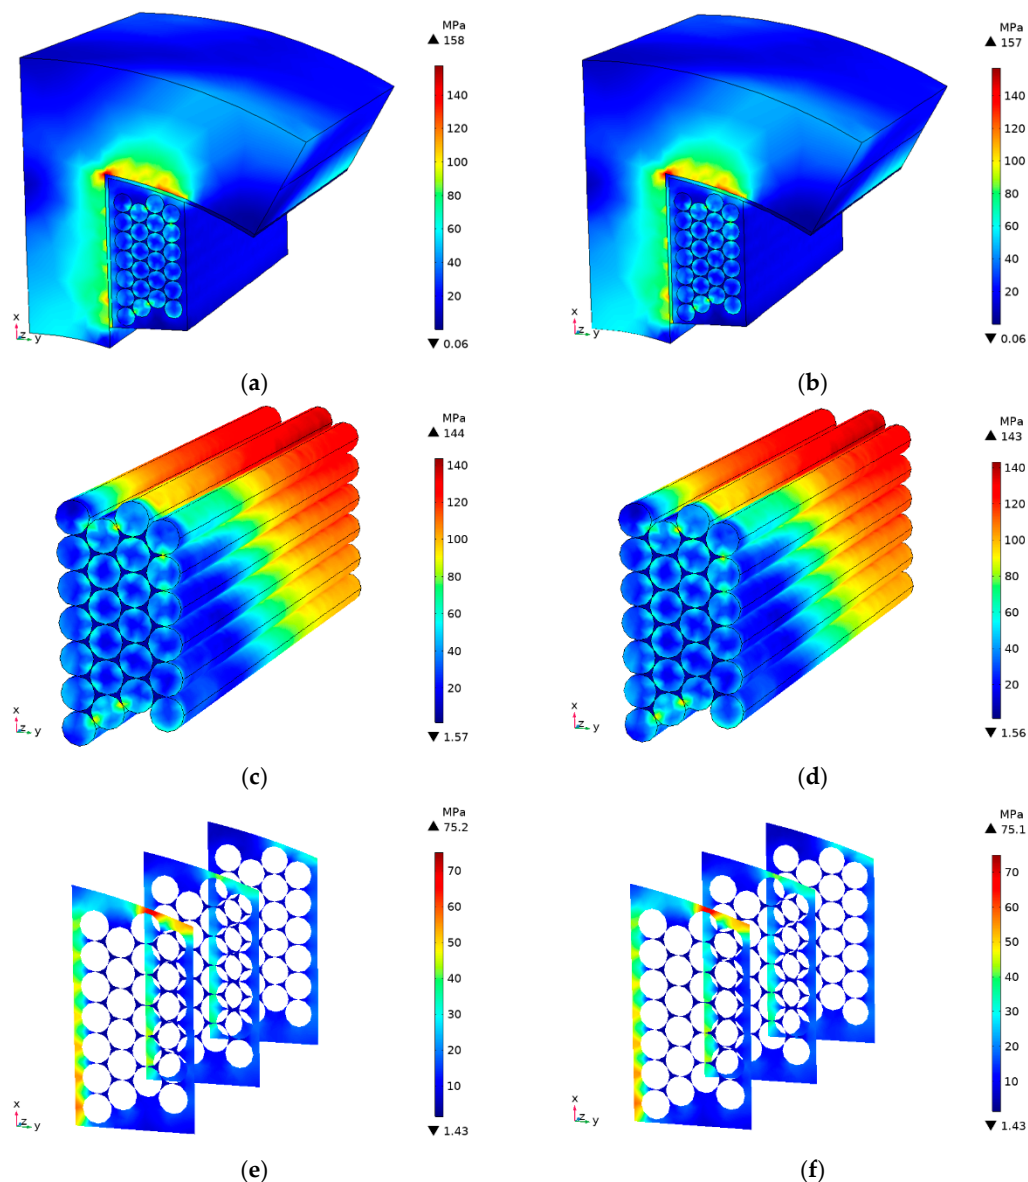 MPa
▲ 158
140
120
100
80
60
40
20
▼ 0.06
x
z y
(a)
MPa
▲ 157
140
120
100
80
60
40
20
▼ 0.06
x
z y
(b)
MPa
▲ 144
140
120
100
80
60
40
20
▼ 1.57
x
z y
(c)
MPa
▲ 143
140
120
100
80
60
40
20
▼ 1.56
x
z y
(d)
MPa
▲ 75.2
70
60
50
40
30
20
10
▼ 1.43
x
z y
(e)
MPa
▲ 75.1
70
60
50
40
30
20
10
▼ 1.43
x
z y
(f)